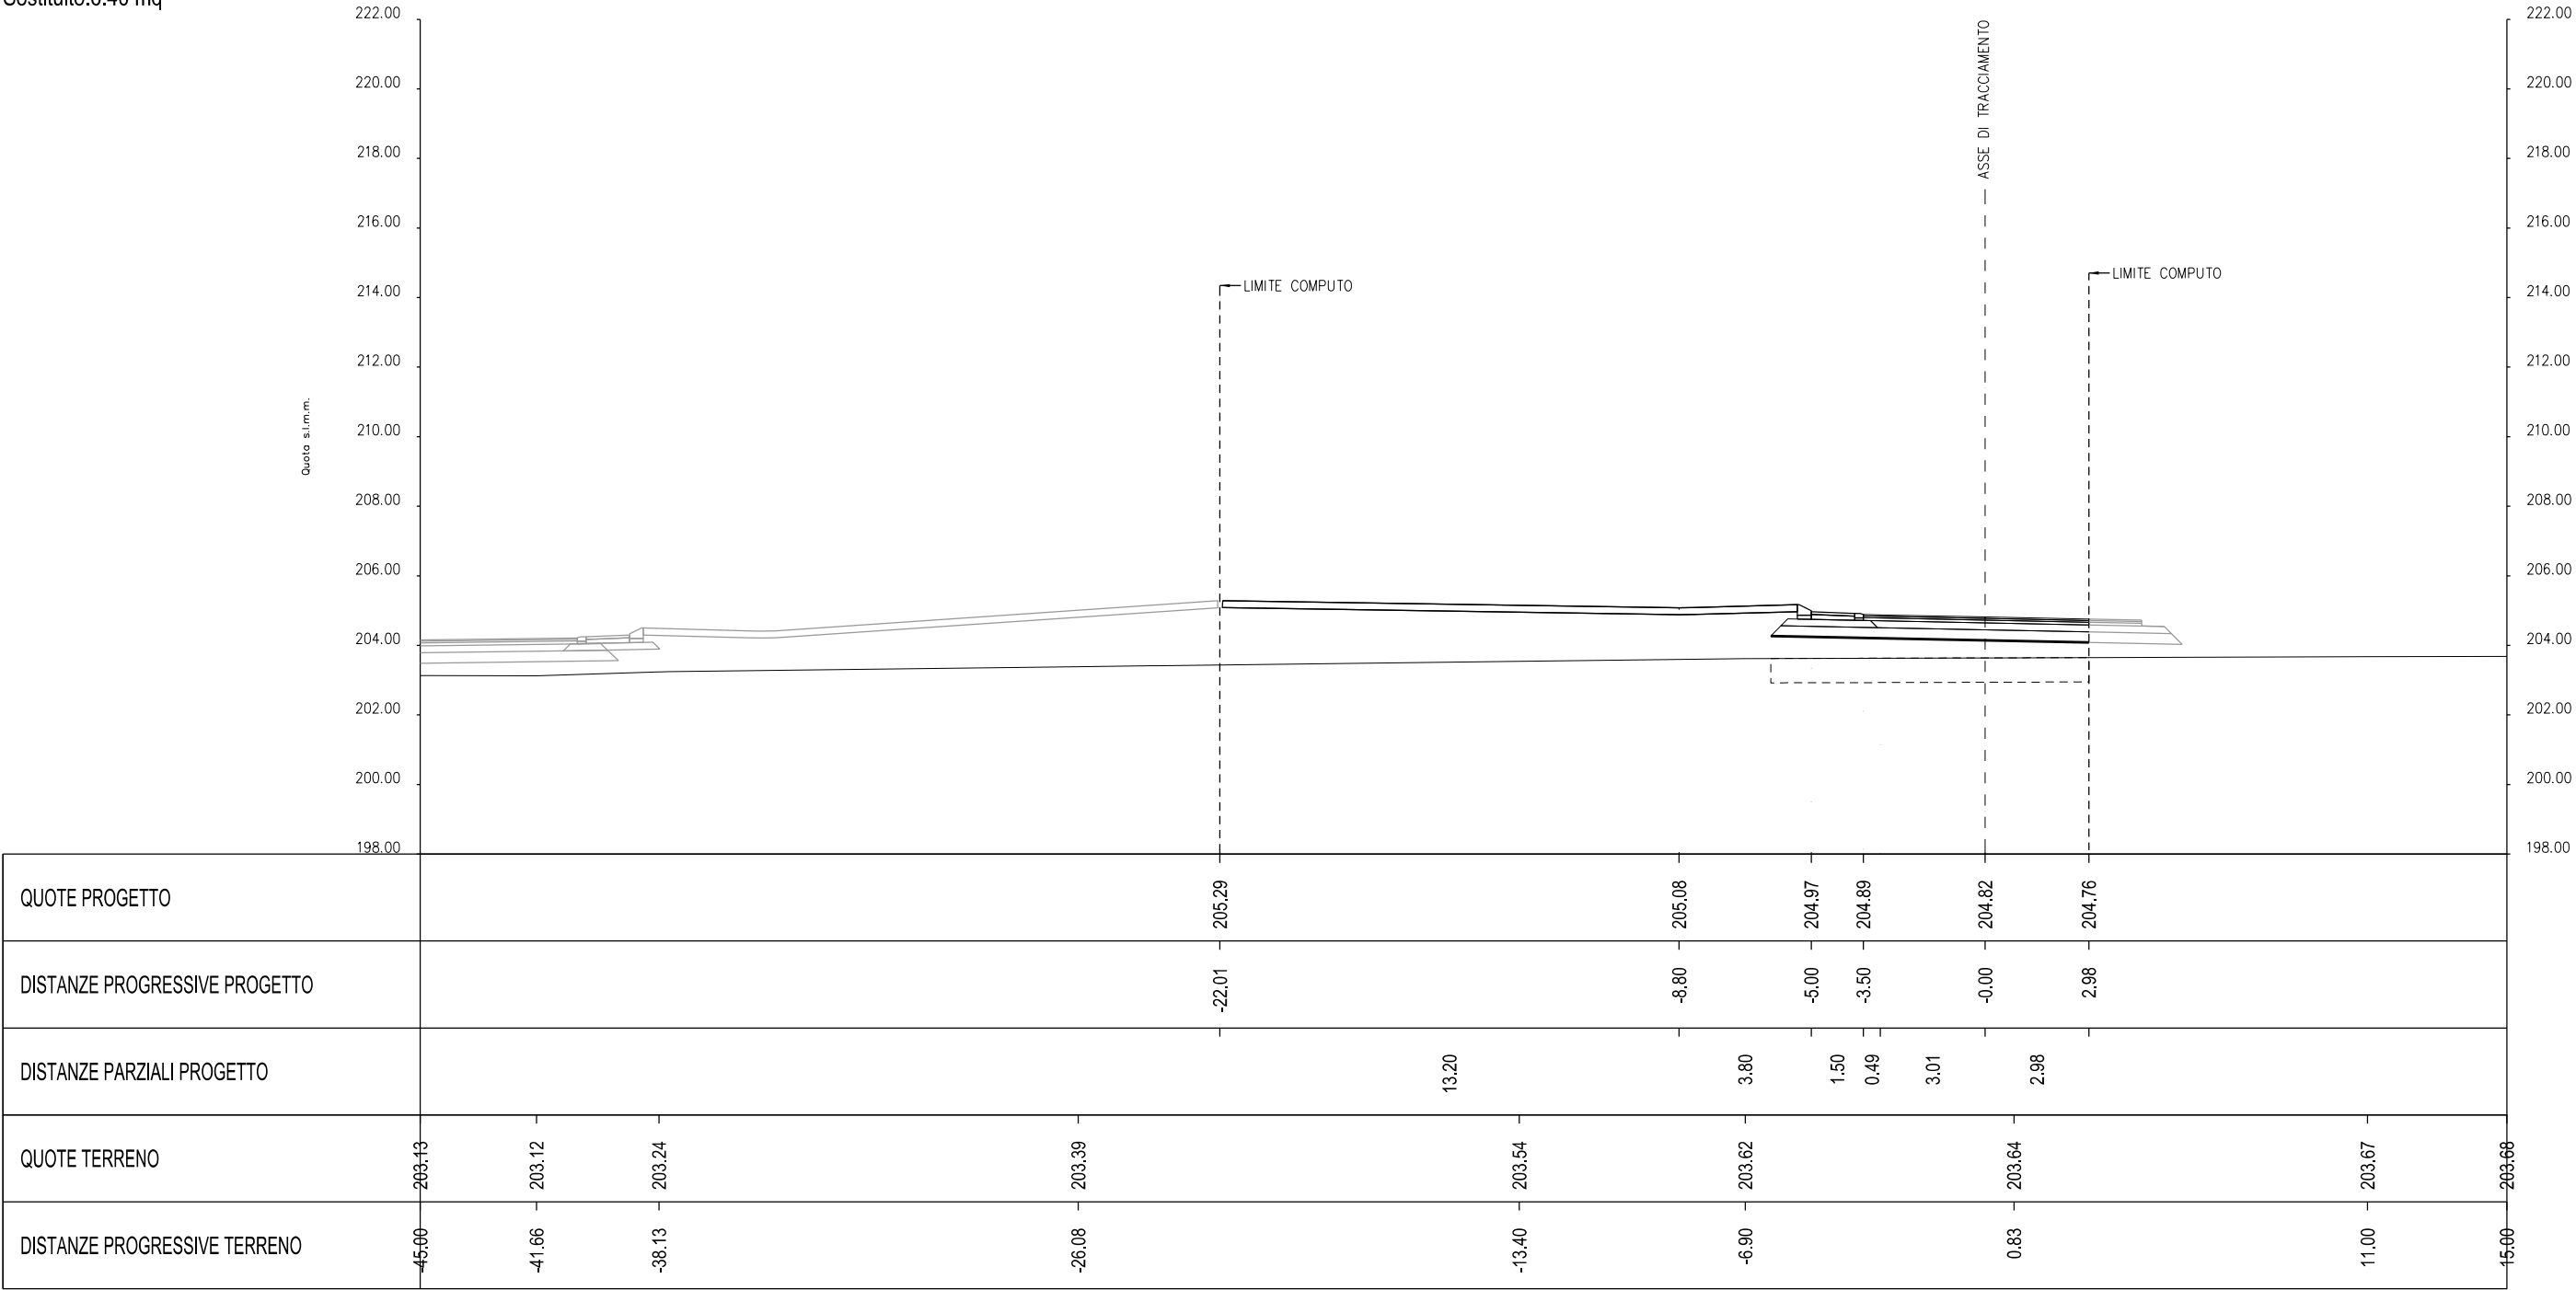 222.00 222.00
220.00 220.00
218.00 218.00
216.00 216.00
214.00 214.00
212.00 212.00
210.00 210.00
208.00 208.00
206.00 206.00
204.00 204.00
202.00 202.00
200.00 200.00
198.00 198.00
Quota s.l.m.m.
ASSE DI TRACCIAMENTO
LIMITE COMPUTO
LIMITE COMPUTO
QUOTE PROGETTO 205.29 205.08 204.97 204.89 204.82 204.76
DISTANZE PROGRESSIVE PROGETTO -22.01 -8.80 -5.00 -3.50 -0.00 2.98
DISTANZE PARZIALI PROGETTO 13.20 3.80 1.50 0.49 3.01 2.98
QUOTE TERRENO 203.13 203.12 203.24 203.39 203.54 203.62 203.64 203.67 203.68
DISTANZE PROGRESSIVE TERRENO -45.00 -41.66 -38.13 -26.08 -13.40 -6.90 0.83 11.00 15.00